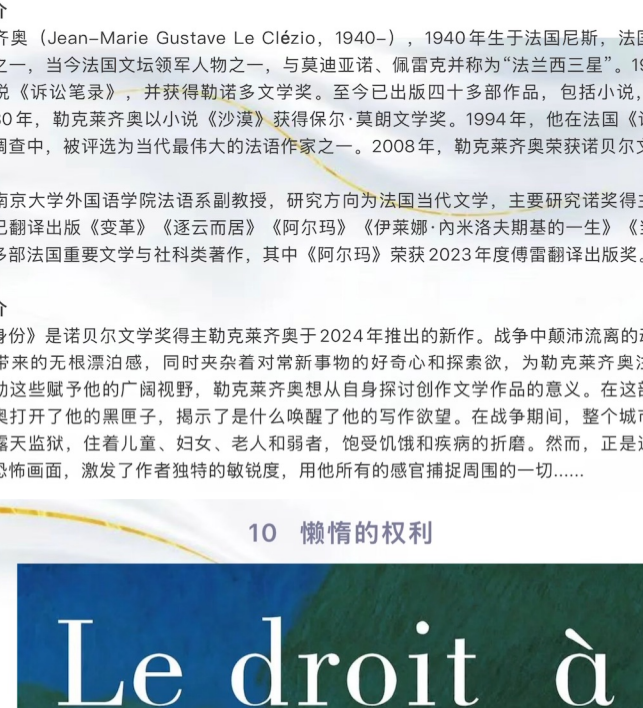 介
齐奥（Jean-Marie Gustave Le Clézio，1940-），1940年生于法国尼斯，法国
之一，当今法国文坛领军人物之一，与莫迪亚诺、佩雷克并称为“法兰西三星”。19
说《诉讼笔录》，并获得勒诺多文学奖。至今已出版四十多部作品，包括小说，
80年，勒克莱齐奥以小说《沙漠》获得保尔·莫朗文学奖。1994年，他在法国《读
调查中，被评选为当代最伟大的法语作家之一。2008年，勒克莱齐奥荣获诺贝尔文
南京大学外国语学院法语系副教授，研究方向为法国当代文学，主要研究诺奖得主
已翻译出版《变革》《逐云而居》《阿尔玛》《伊莱娜·内米洛夫斯基的一生》《
多部法国重要文学与社科类著作，其中《阿尔玛》荣获2023年度傅雷翻译出版奖。
介
身份》是诺贝尔文学奖得主勒克莱齐奥于2024年推出的新作。战争中颠沛流离的
带来的无根漂泊感，同时夹杂着对常新事物的好奇心和探索欲，为勒克莱齐奥
助这些赋予他的广阔视野，勒克莱齐奥想从自身探讨创作文学作品的意义。在这部
奥打开了他的黑匣子，揭示了是什么唤醒了他的写作欲望。在战争期间，整个城市
露天监狱，住着儿童、妇女、老人和弱者，饱受饥饿和疾病的折磨。然而，正是
恐怖画面，激发了作者独特的敏锐度，用他所有的感官捕捉周围的一切……
10 懒惰的权利
Le droit à